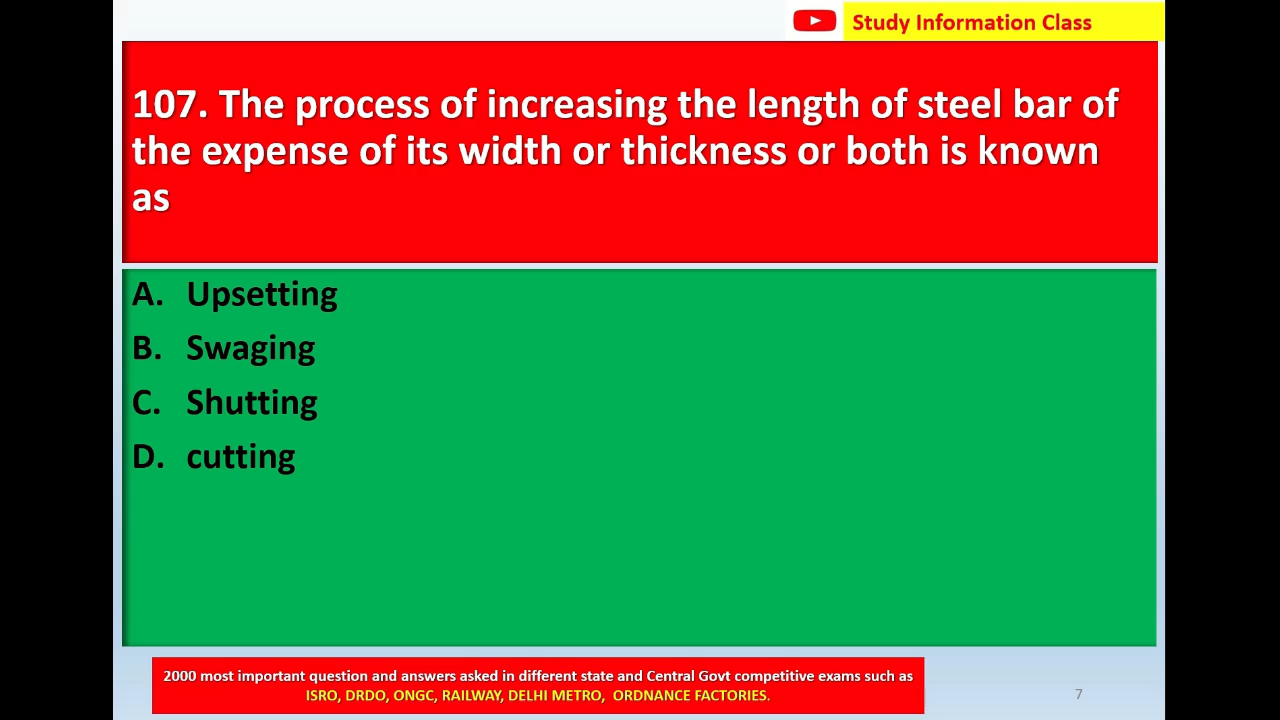 Study Information Class
107. The process of increasing the length of steel bar of
the expense of its width or thickness or both is known
as
A. Upsetting
B. Swaging
C. Shutting
D. cutting
2000 most important question and answers asked in different state and Central Govt competitive exams such as
ISRO, DRDO, ONGC, RAILWAY, DELHI METRO, ORDNANCE FACTORIES.
7